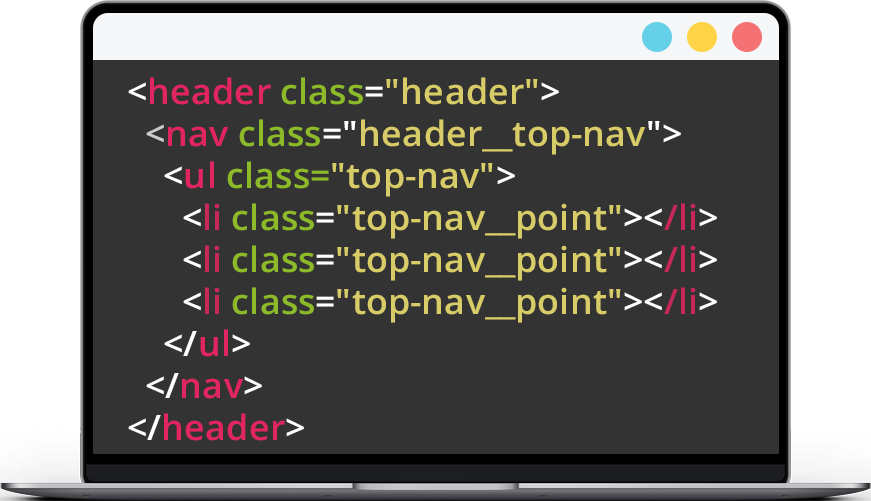 <header class="header">
<nav class="header__top-nav">
<ul class="top-nav">
<li class="top-nav__point"></li>
<li class="top-nav__point"></li>
<li class="top-nav__point"></li>
</ul>
</nav>
</header>